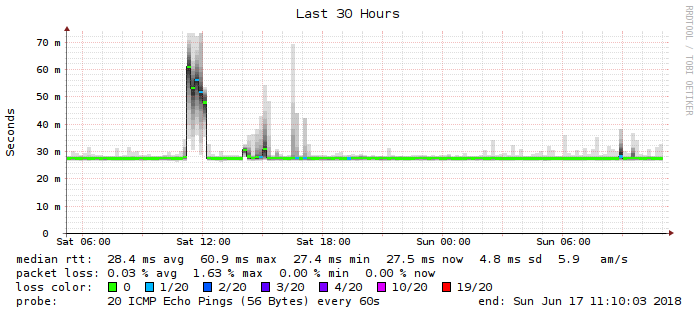 Last 30 Hours
RRDTOOL / TOBI OETIKER
Seconds
70 m
60 m
50 m
40 m
30 m
20 m
10 m
0
Sat 06:00 Sat 12:00 Sat 18:00 Sun 00:00 Sun 06:00
median rtt: 28.4 ms avg 60.9 ms max 27.4 ms min 27.5 ms now 4.8 ms sd 5.9 am/s
packet loss: 0.03 % avg 1.63 % max 0.00 % min 0.00 % now
loss color: 0 1/20 2/20 3/20 4/20 10/20 19/20
probe: 20 ICMP Echo Pings (56 Bytes) every 60s end: Sun Jun 17 11:10:03 2018